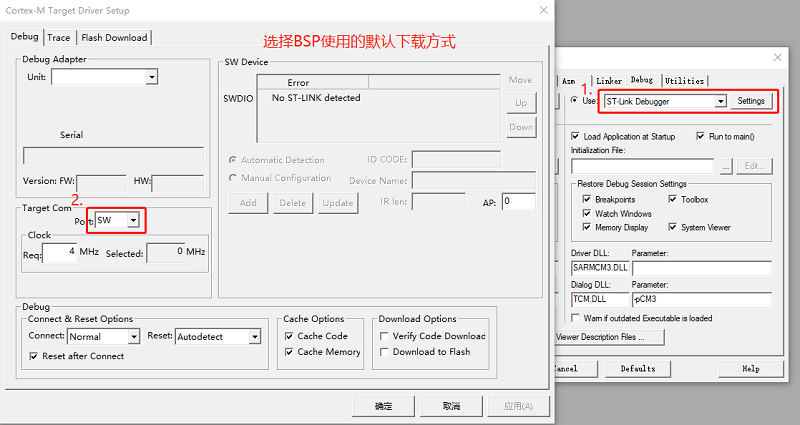 Cortex-M Target Driver Setup
Debug
Trace
Flash Download
选择BSP使用的默认下载方式
Debug Adapter
Unit:
Serial
Version: FW:
HW:
SW Device
Error
SWDIO
No ST-LINK detected
Move
Up
Down
Automatic Detection
Manual Configuration
ID CODE:
Device Name:
Add
Delete
Update
IR len:
AP:
0
2.
Target Com
Port:
SW
Clock
Req:
4
MHz
Selected:
0
MHz
Debug
Connect & Reset Options
Connect:
Normal
Reset:
Autodetect
Reset after Connect
Cache Options
Cache Code
Cache Memory
Download Options
Verify Code Download
Download to Flash
确定
取消
应用(A)
Asm
Linker
Debug
Utilities
1.
Use:
ST-Link Debugger
Settings
Load Application at Startup
Run to main()
Initialization File:
...
Edit...
Restore Debug Session Settings
Breakpoints
Toolbox
Watch Windows
Memory Display
System Viewer
Driver DLL:
Parameter:
SARMCM3.DLL
Dialog DLL:
Parameter:
TCM.DLL
-pCM3
Warn if outdated Executable is loaded
Viewer Description Files ...
Cancel
Defaults
Help